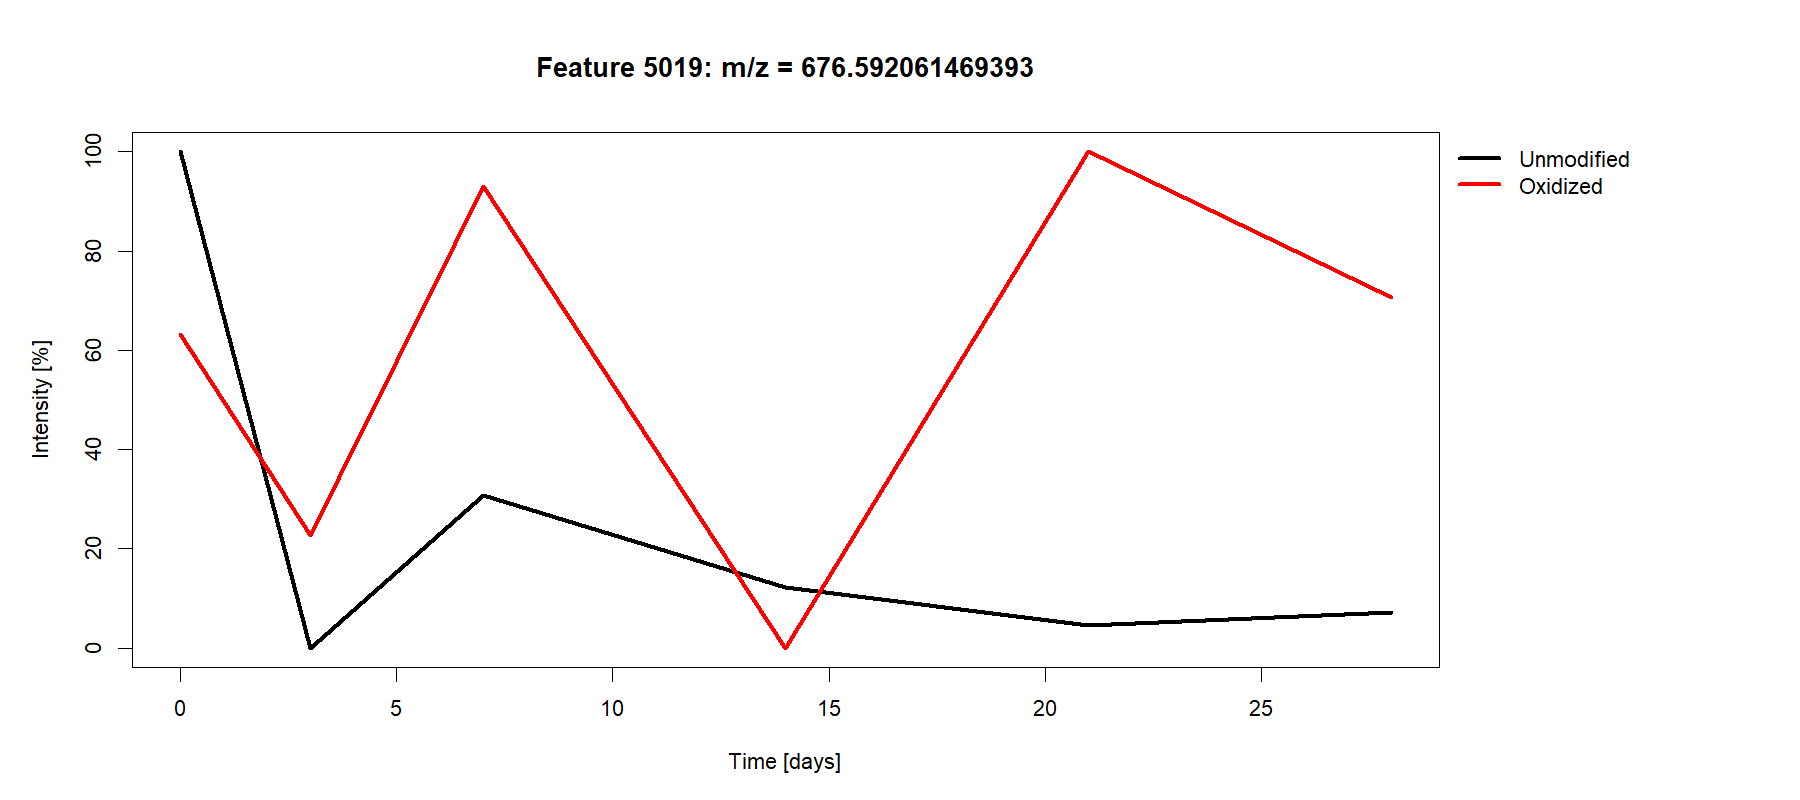 Feature 5019: m/z = 676.592061469393
Unmodified
Oxidized
Intensity [%]
100
80
60
40
20
0
0 5 10 15 20 25
Time [days]